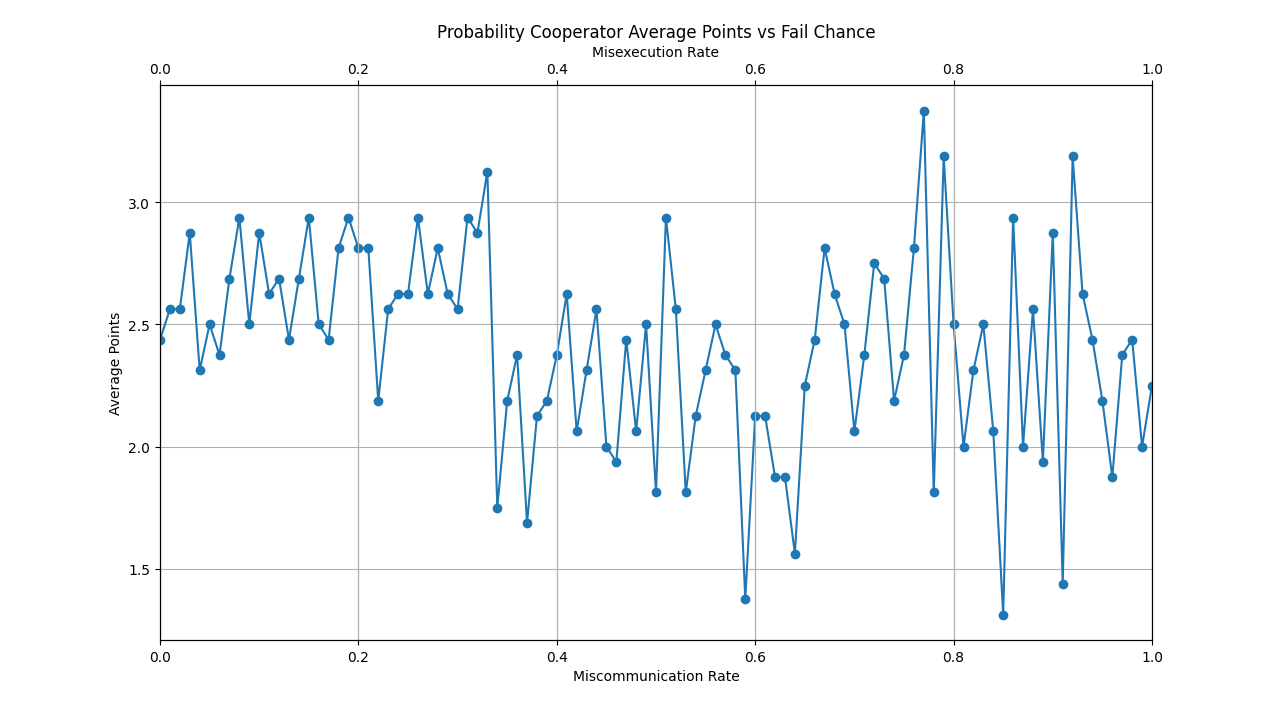 Probability Cooperator Average Points vs Fail Chance
Misexecution Rate
0.0 0.2 0.4 0.6 0.8 1.0
Average Points
3.0
2.5
2.0
1.5
0.0 0.2 0.4 0.6 0.8 1.0
Miscommunication Rate